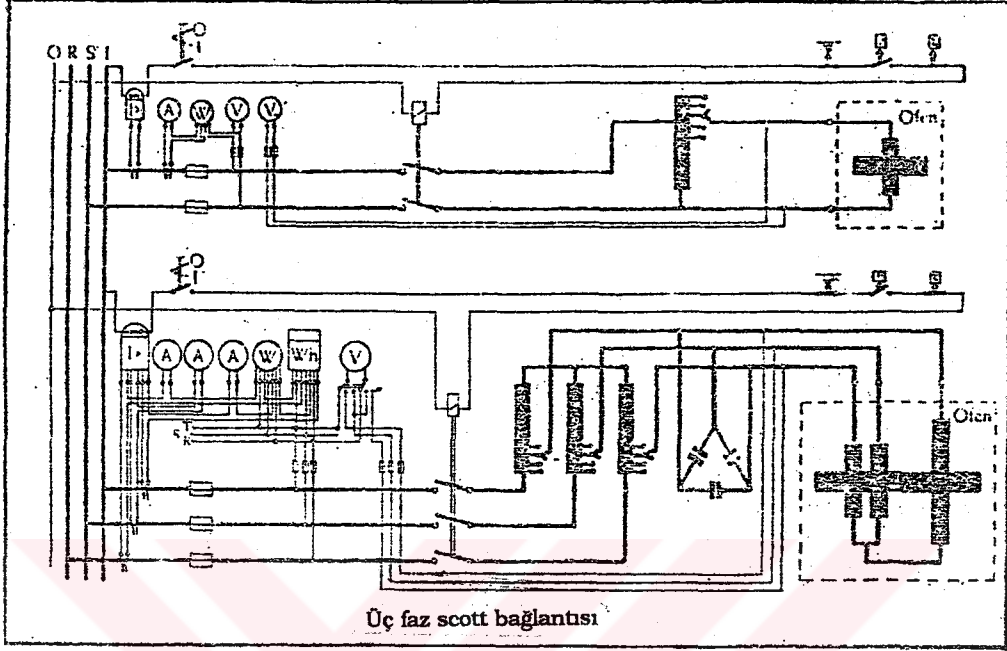 O R S T
O
I
I>
A
W
V
V
Ofen
O
I
I>
A
A
A
W
Wh
V
S
R
Ofen
Üç faz scott bağlantısı